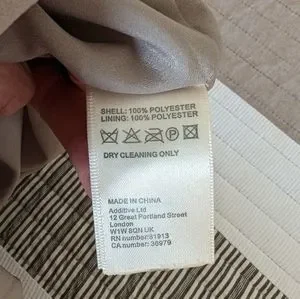 SHELL: 100% POLYESTER
LINING: 100% POLYESTER
P
DRY CLEANING ONLY
MADE IN CHINA
Additive Ltd
12 Great Portland Street
London
W1W 8QN.UK
RN number:91913
CA number:36979